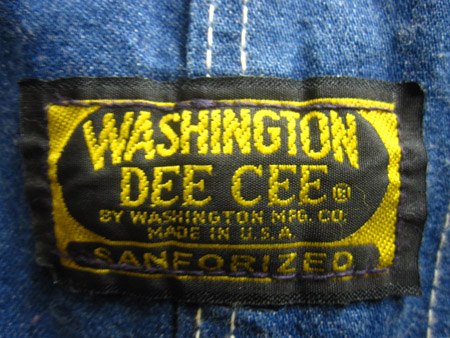 WASHINGTON
DEE CEE®
BY WASHINGTON MFG. CO.
MADE IN U.S.A.
SANFORIZED